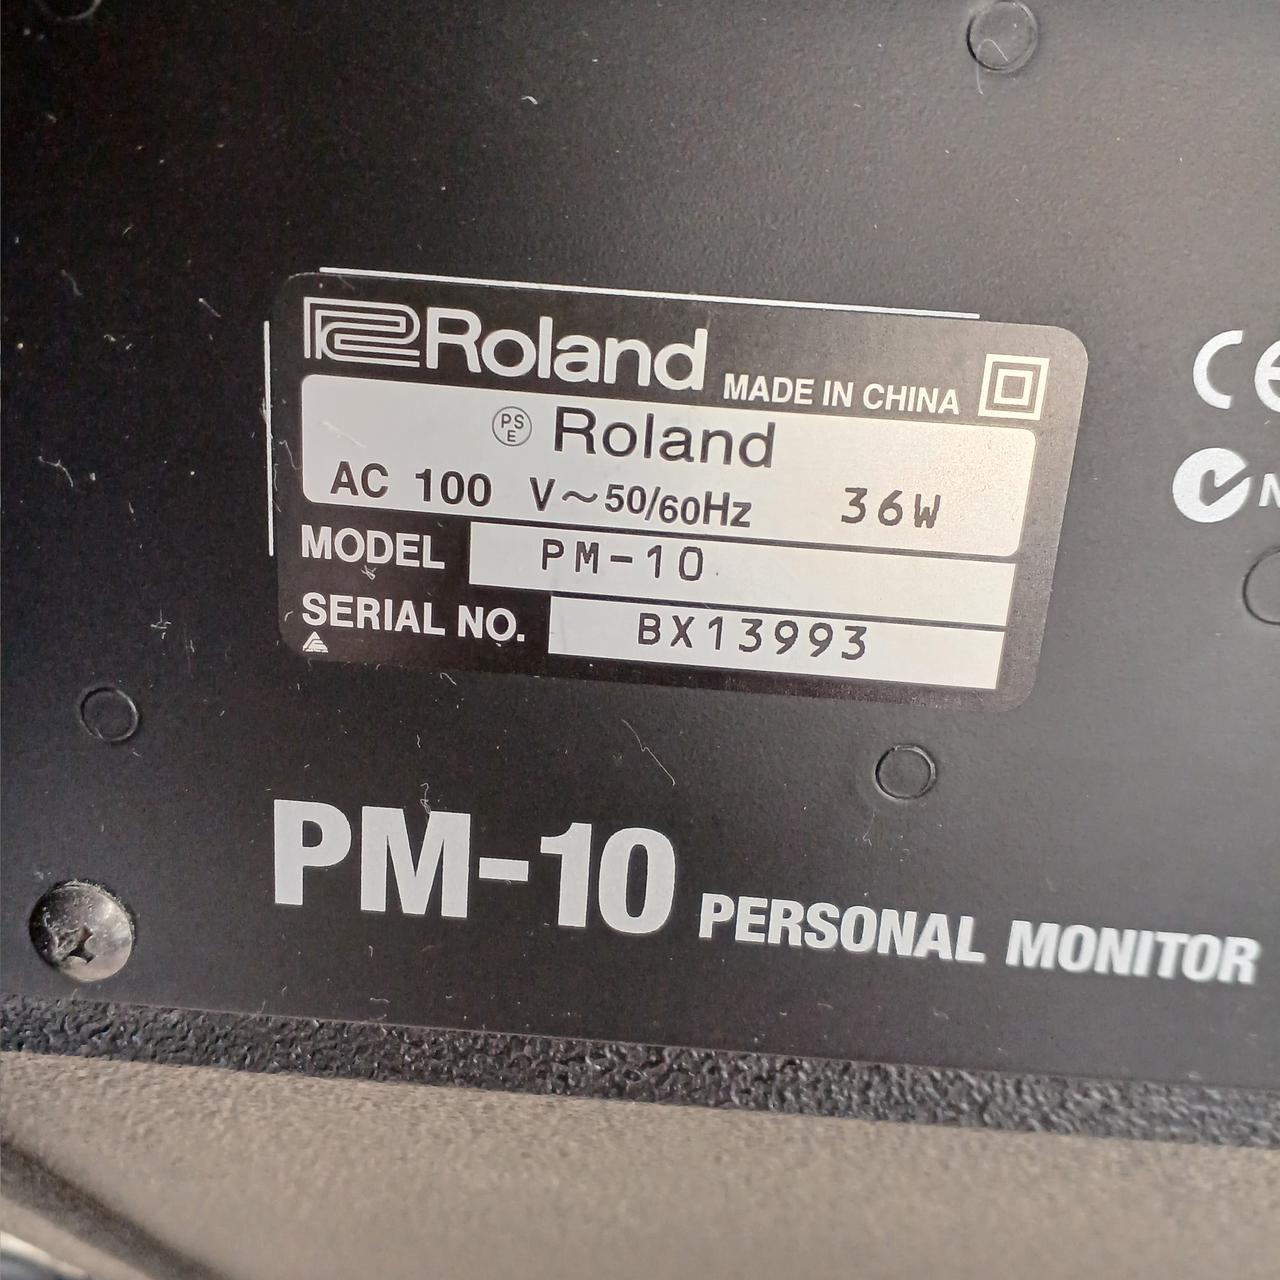 Roland MADE IN CHINA
PS
E
Roland
AC 100 V~50/60Hz 36W
MODEL PM-10
SERIAL NO. BX13993
CE
N
PM-10 PERSONAL MONITOR